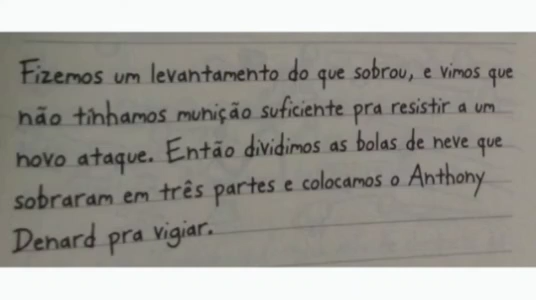 Fizemos um levantamento do que sobrou, e vimos que
não tínhamos munição suficiente pra resistir a um
novo ataque. Então dividimos as bolas de neve que
sobraram em três partes e colocamos o Anthony
Denard pra vigiar.